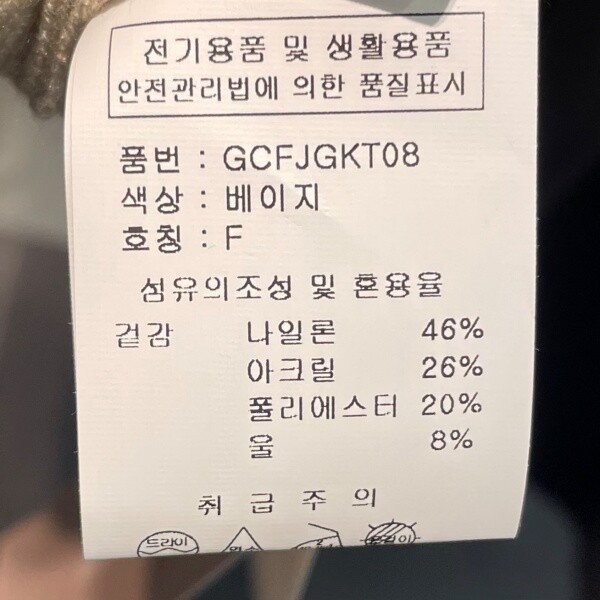 전기용품 및 생활용품
안전관리법에 의한 품질표시
품번 : GCFJGKT08
색상 : 베이지
호칭 : F
섬유의조성 및 혼용율
겉감 나일론 46%
아크릴 26%
폴리에스터 20%
울 8%
취 급 주 의
드라이